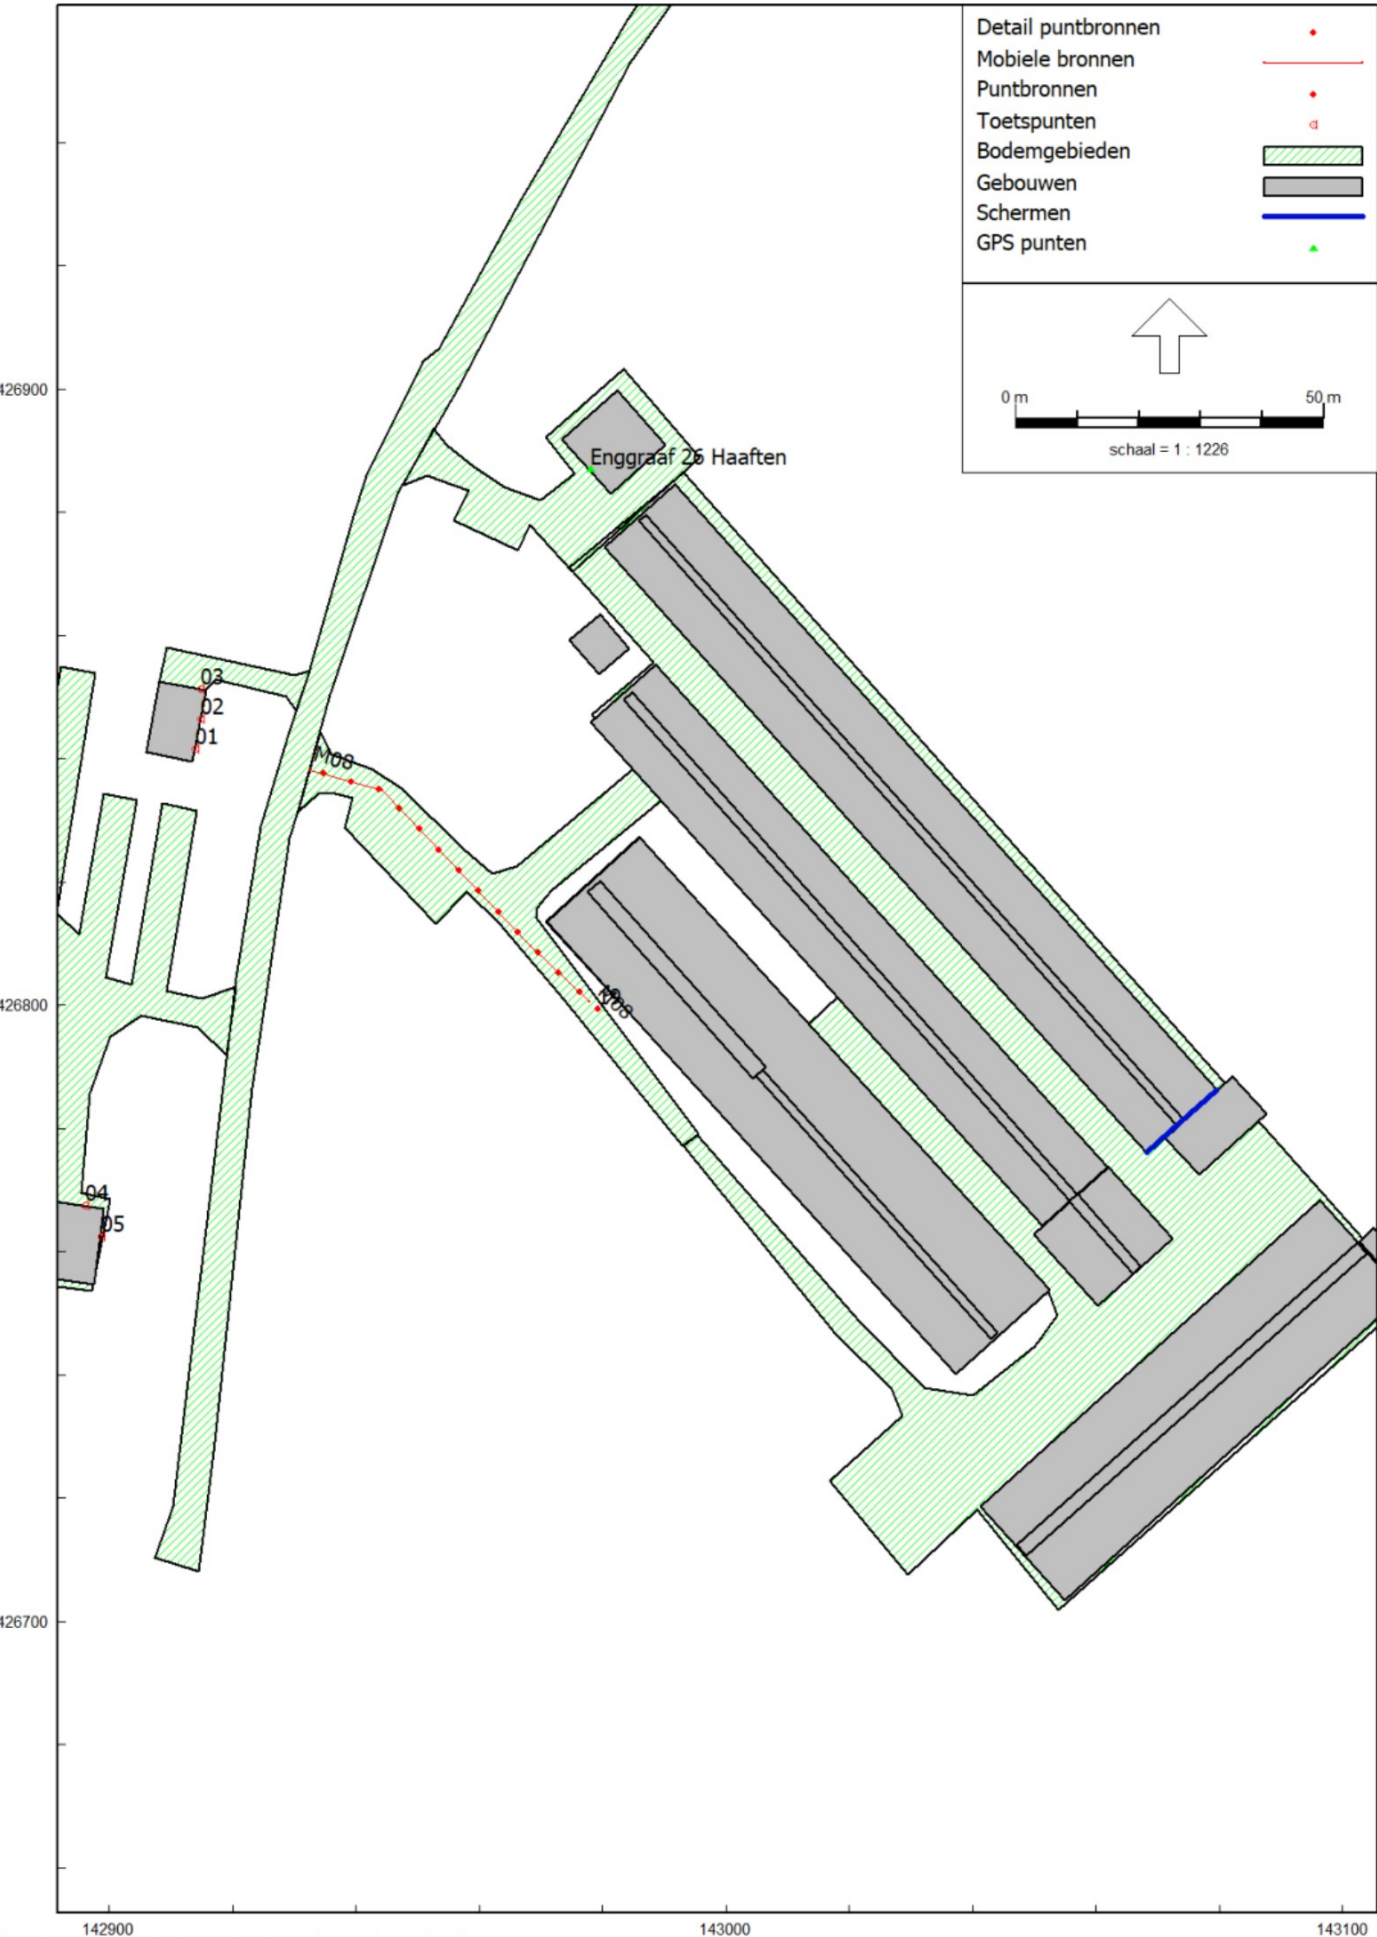 Detail puntbronnen
Mobiele bronnen
Puntbronnen
Toetspunten
Bodemgebieden
Gebouwen
Schermen
GPS punten
0 m 50 m
schaal = 1 : 1226
426900
Enggraaf 26 Haaften
03
02
01
M08
426800
M08
04
05
426700
142900 143000 143100